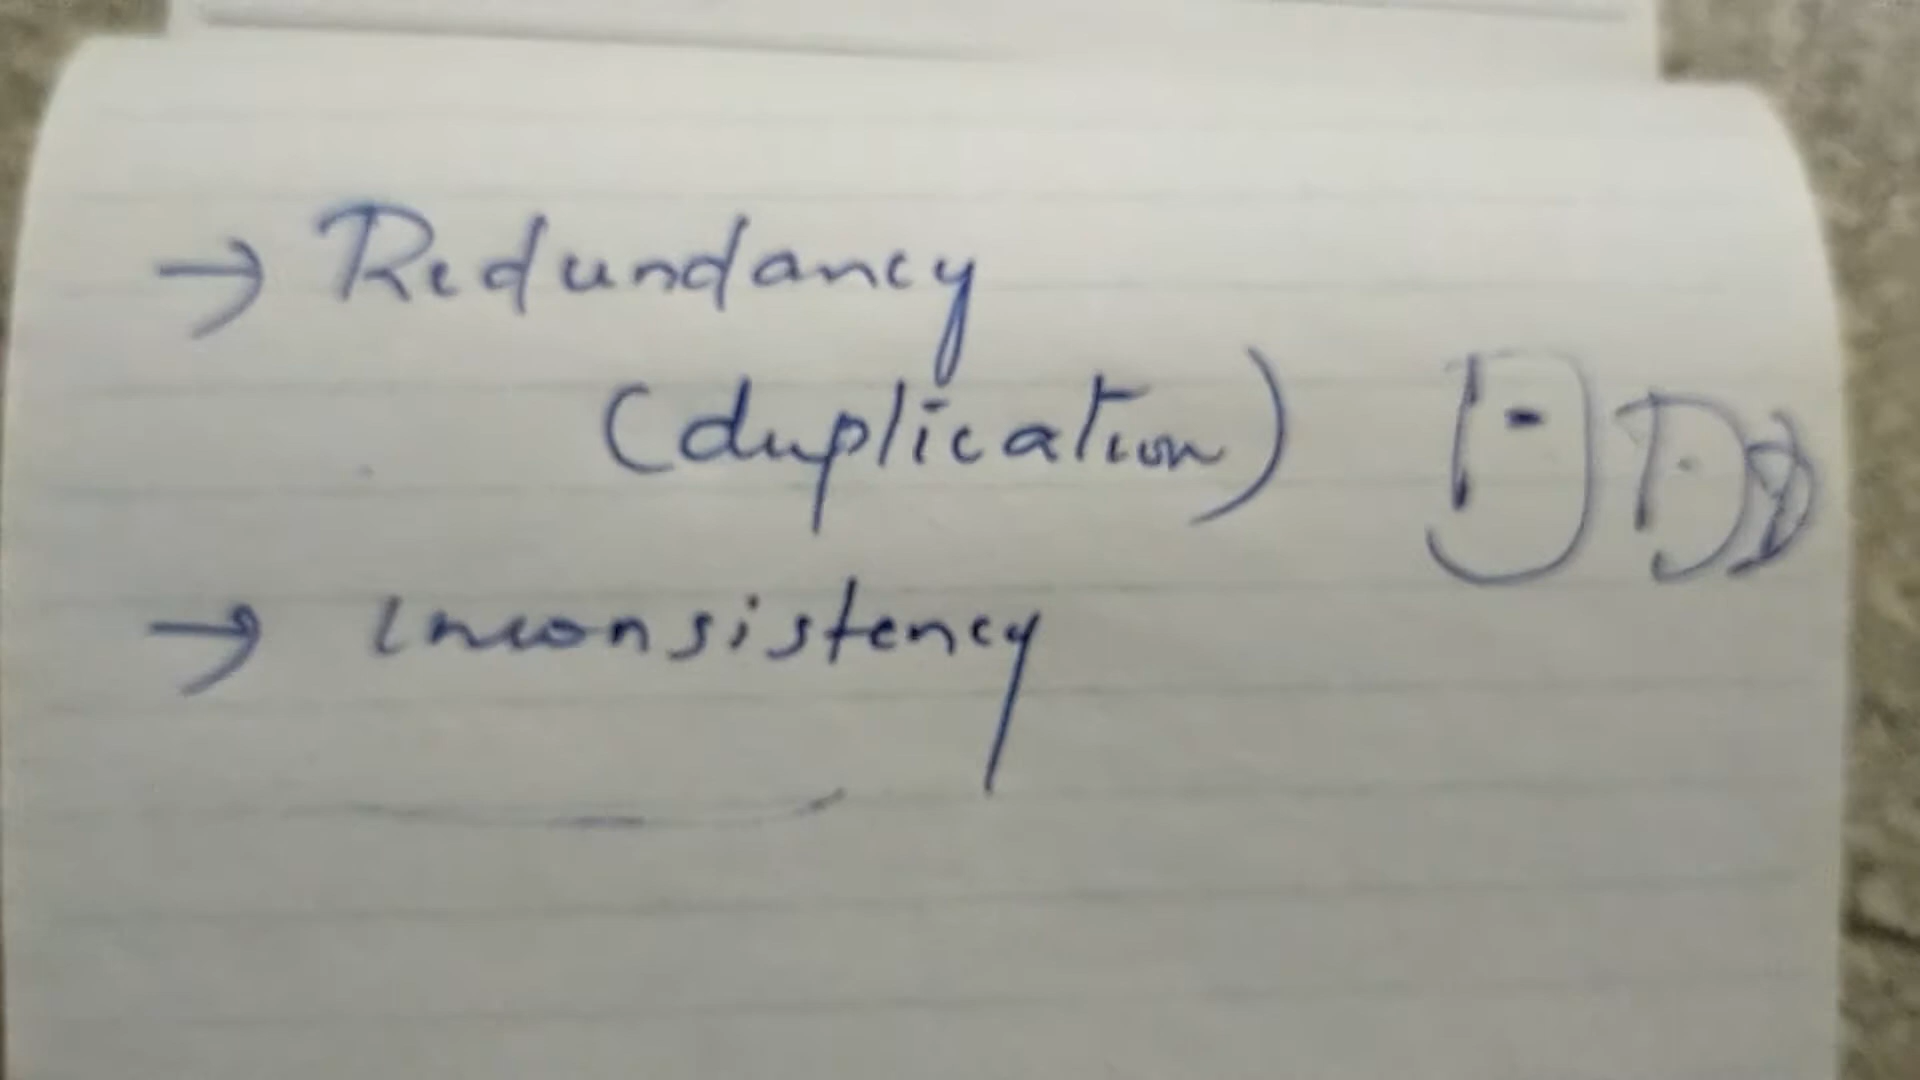 → Redundancy
(duplication)
→ inconsistency